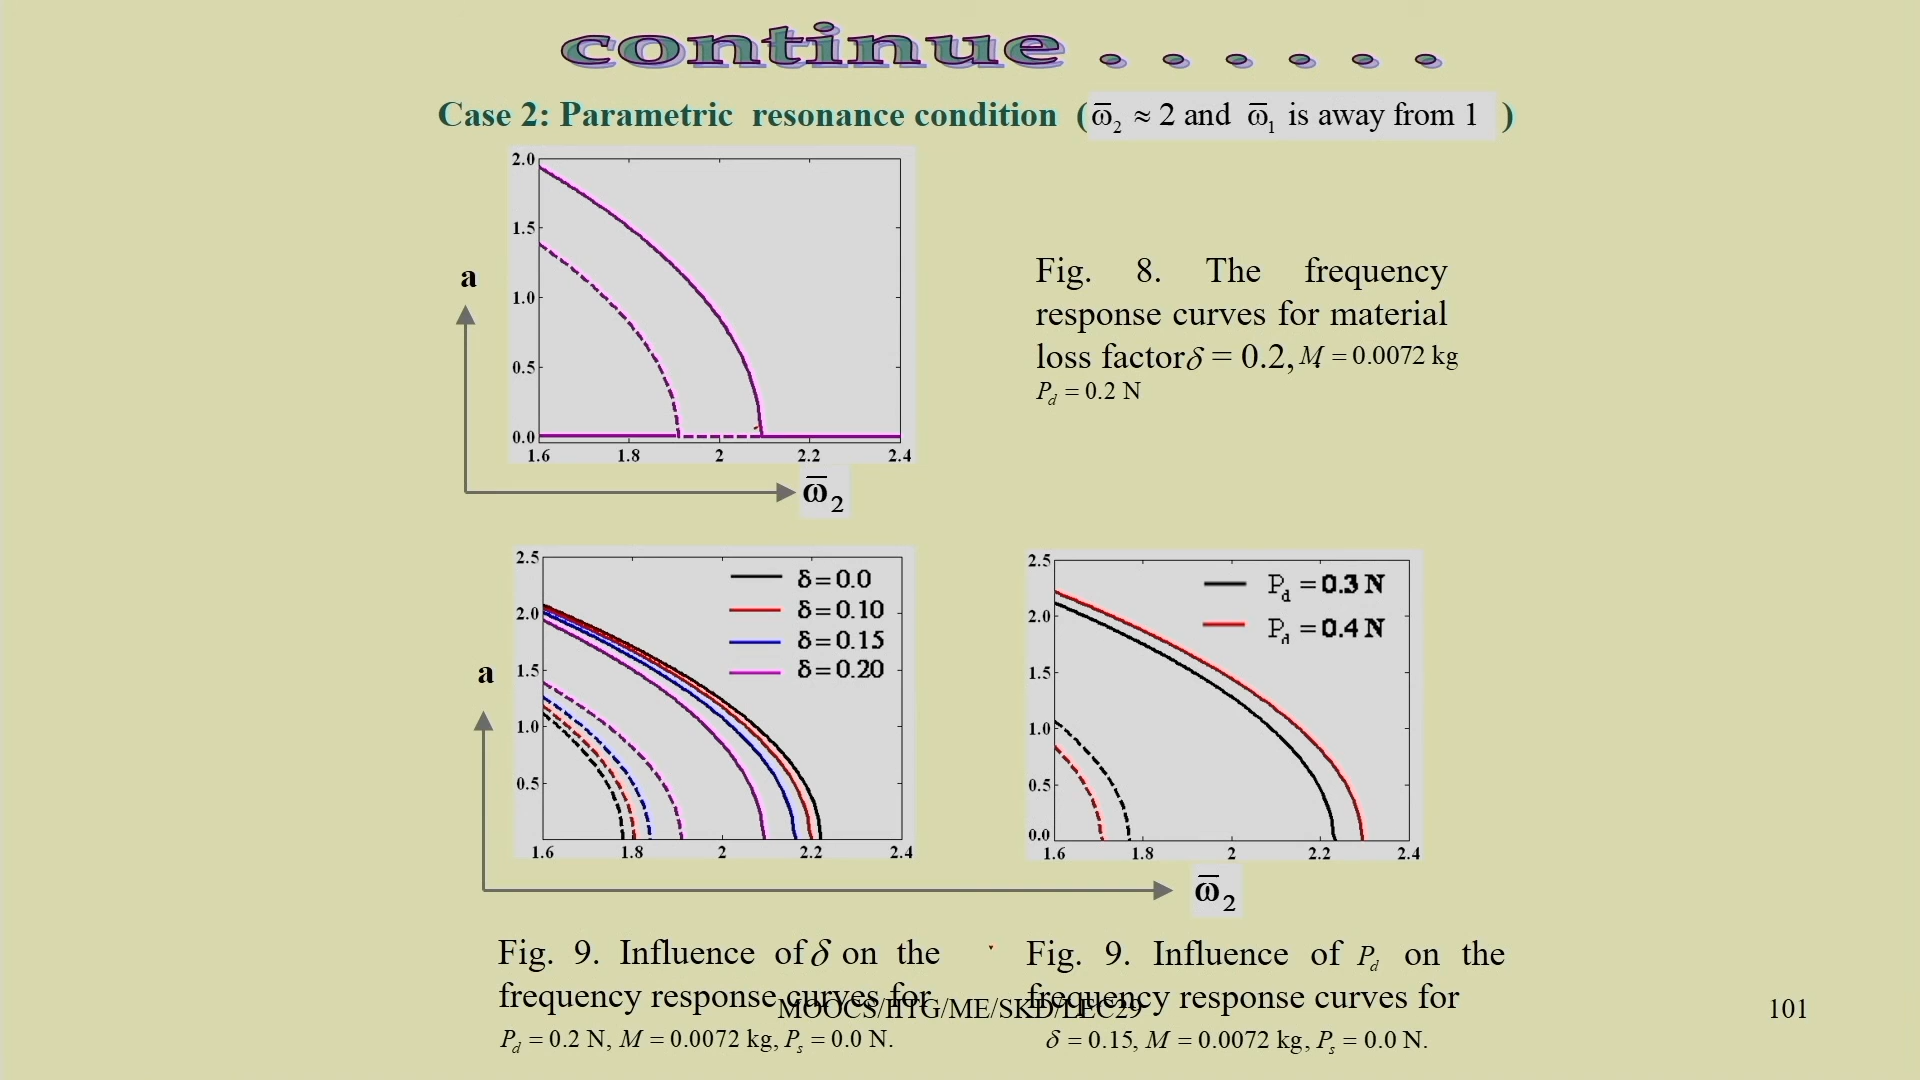 continue . . . . . .
Case 2: Parametric resonance condition ( ω̅₂ ≈ 2 and ω̅₁ is away from 1 )
2.0
1.5
1.0
0.5
0.0
1.6 1.8 2 2.2 2.4
a
ω̅₂
Fig. 8. The frequency
response curves for material
loss factor δ = 0.2, M = 0.0072 kg
P_d = 0.2 N
2.5
2.0
1.5
1.0
0.5
1.6 1.8 2 2.2 2.4
δ = 0.0
δ = 0.10
δ = 0.15
δ = 0.20
a
2.5
2.0
1.5
1.0
0.5
0.0
1.6 1.8 2 2.2 2.4
P_d = 0.3 N
P_d = 0.4 N
ω̅₂
Fig. 9. Influence of δ on the
frequency response curves for
P_d = 0.2 N, M = 0.0072 kg, P_s = 0.0 N.
Fig. 9. Influence of P_d on the
frequency response curves for
δ = 0.15, M = 0.0072 kg, P_s = 0.0 N.
MOOCS/IITG/ME/SKD/LEC29
101